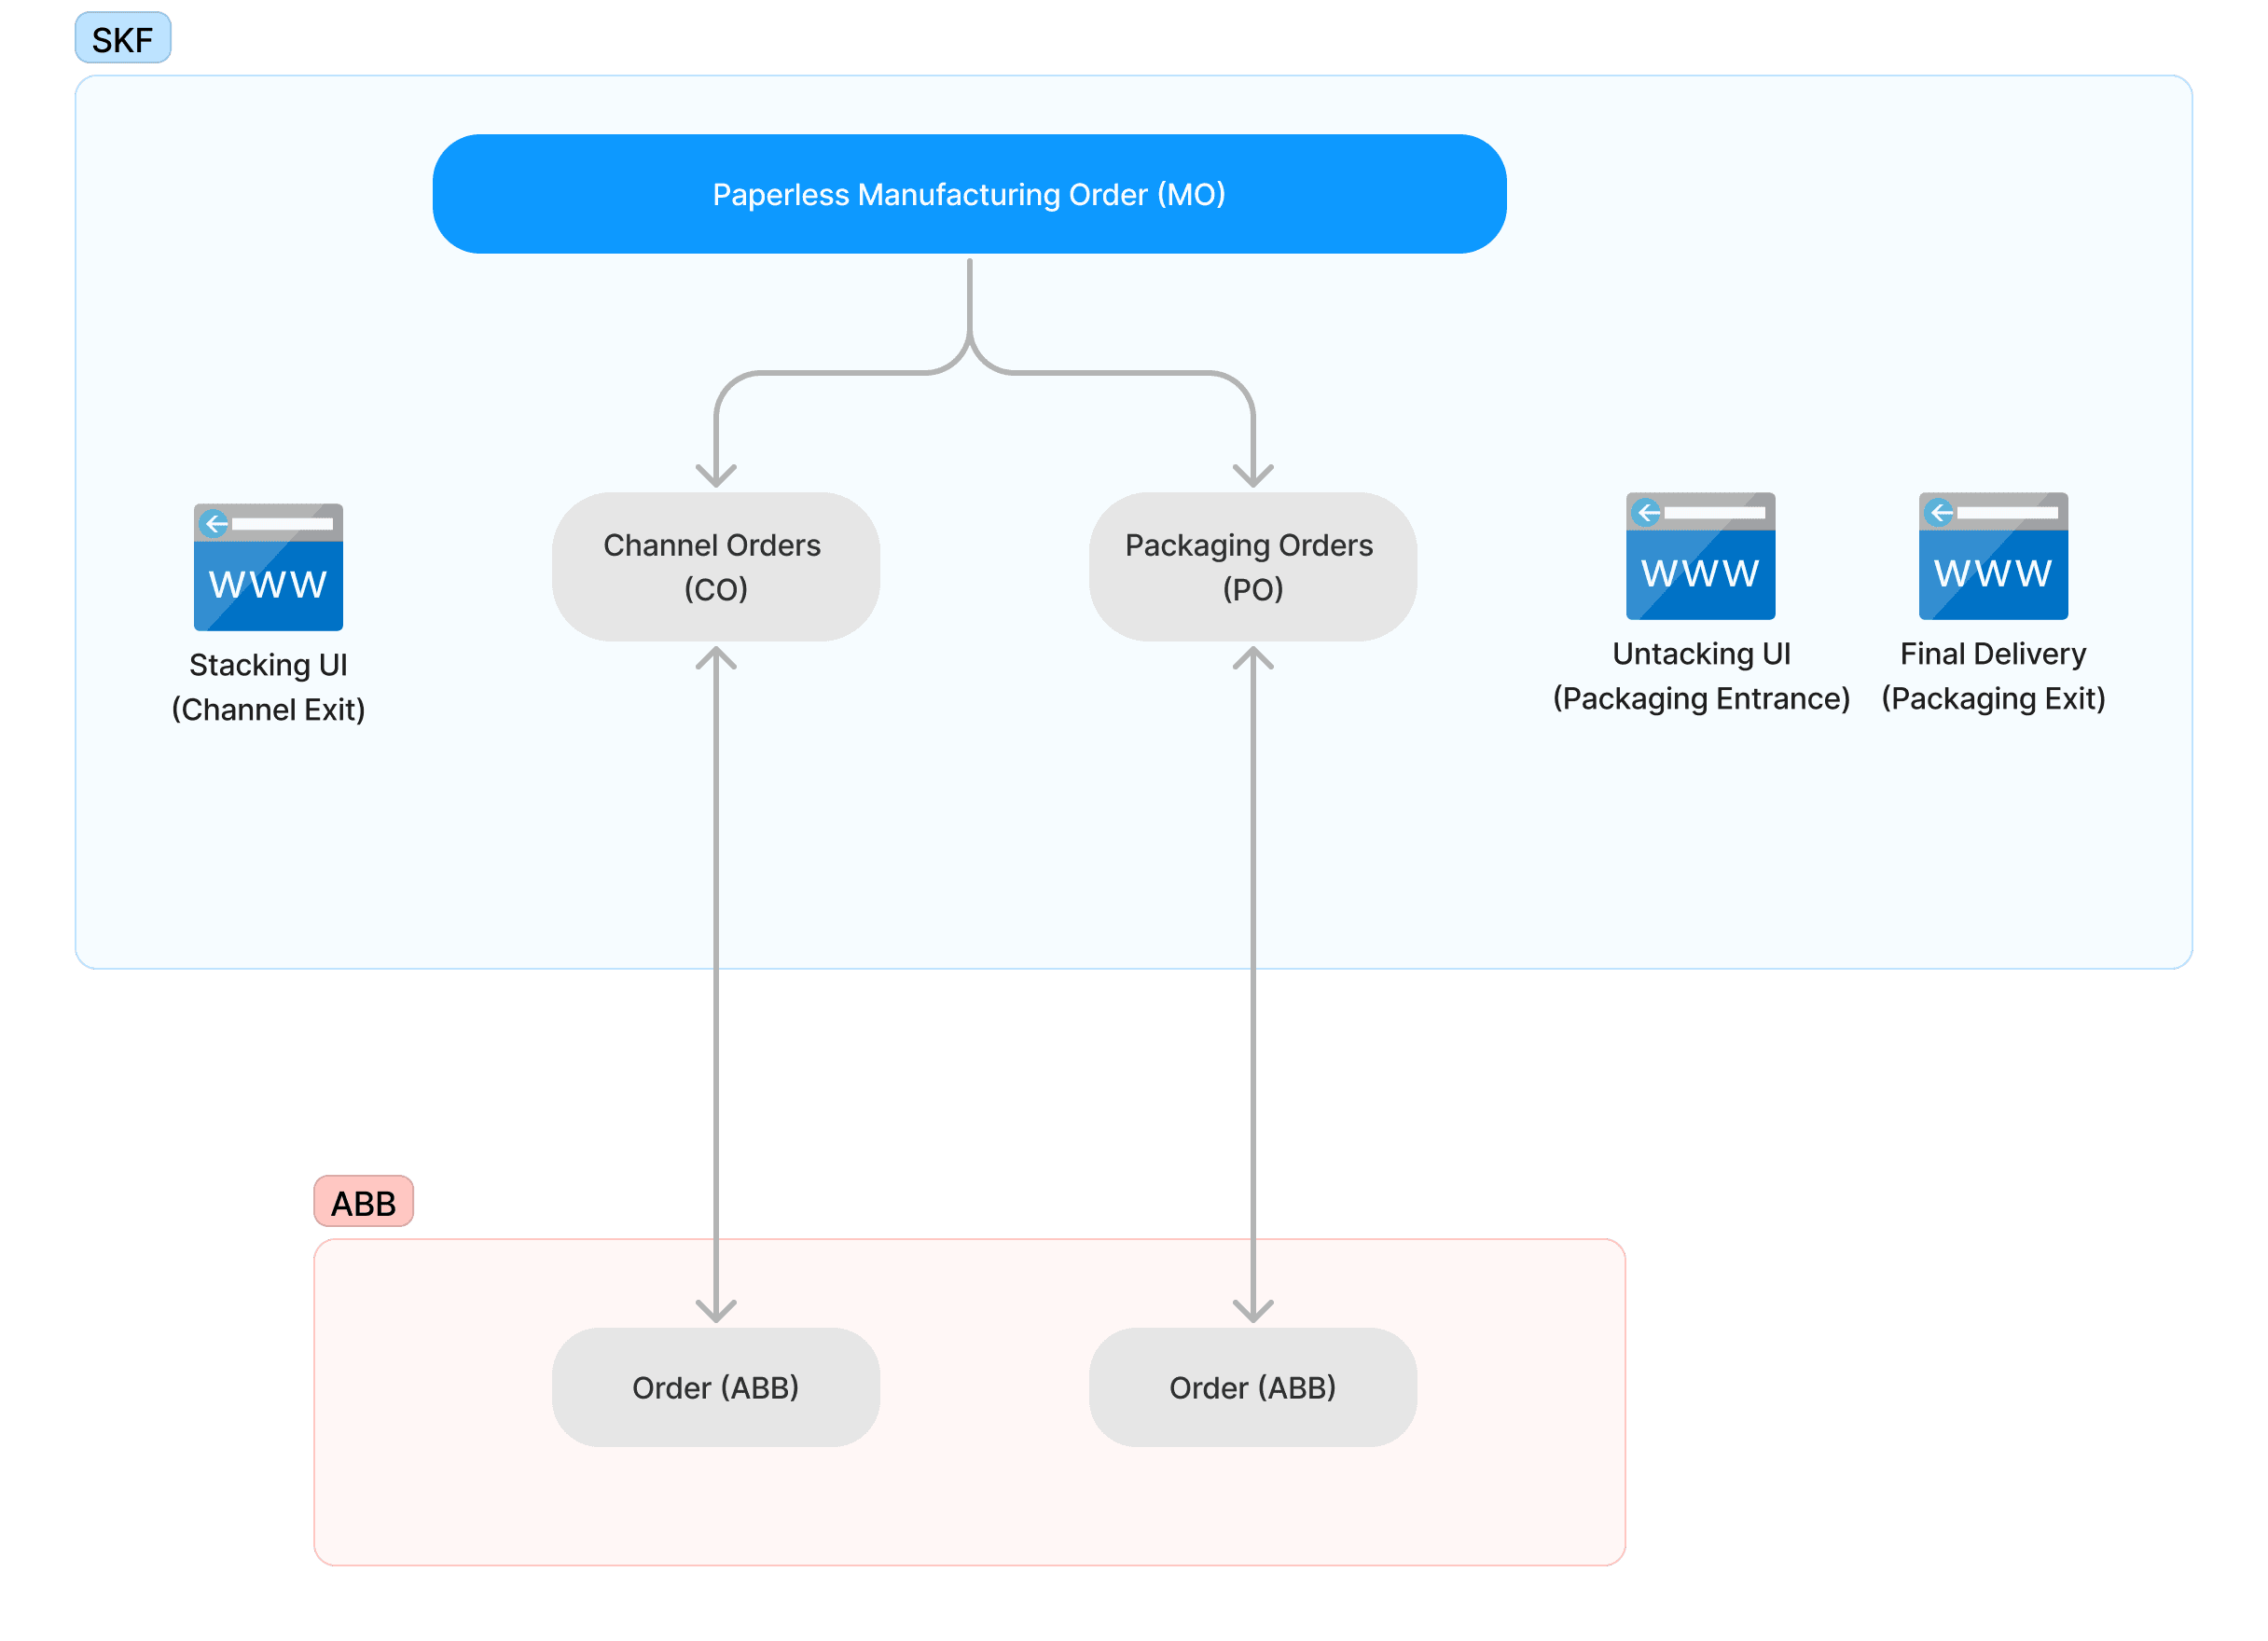 SKF
Paperless Manufacturing Order (MO)
Channel Orders
(CO)
Packaging Orders
(PO)
WWW
Stacking UI
(Channel Exit)
WWW
Untacking UI
(Packaging Entrance)
WWW
Final Delivery
(Packaging Exit)
ABB
Order (ABB)
Order (ABB)